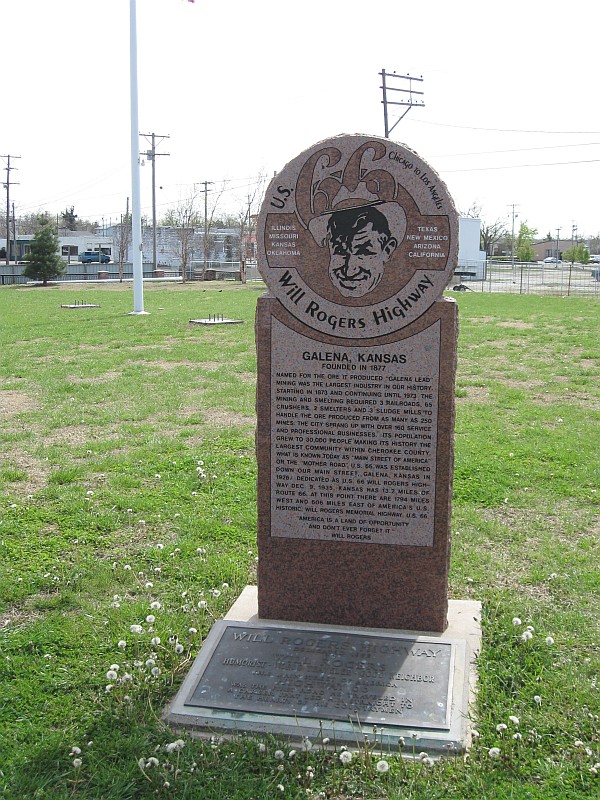 U.S. 66
Chicago to Los Angeles
ILLINOIS
MISSOURI
KANSAS
OKLAHOMA
TEXAS
NEW MEXICO
ARIZONA
CALIFORNIA
WILL ROGERS HIGHWAY
GALENA, KANSAS
FOUNDED IN 1877
NAMED FOR THE ORE IT PRODUCED "GALENA LEAD"
MINING WAS THE LARGEST INDUSTRY IN OUR HISTORY.
STARTING IN 1873 AND CONTINUING UNTIL 1973. THE
MINING AND SMELTING REQUIRED 3 RAILROADS, 65
CRUSHERS, 2 SMELTERS AND 3 SLUDGE MILLS TO
HANDLE THE ORE PRODUCED FROM AS MANY AS 250
MINES. THE CITY SPRANG UP WITH OVER 160 SERVICE
AND PROFESSIONAL BUSINESSES. ITS POPULATION
GREW TO 30,000 PEOPLE MAKING ITS HISTORY THE
LARGEST COMMUNITY WITHIN CHEROKEE COUNTY.
WHAT IS KNOWN TODAY AS "MAIN STREET OF AMERICA"
OR THE "MOTHER ROAD", U.S. 66, WAS ESTABLISHED
DOWN OUR MAIN STREET, GALENA, KANSAS IN
1926. DEDICATED AS U.S. 66 WILL ROGERS HIGH-
WAY DEC. 9, 1935. KANSAS HAS 13.2 MILES OF
ROUTE 66. AT THIS POINT THERE ARE 1794 MILES
WEST AND 606 MILES EAST OF AMERICA'S U.S.
HISTORIC, WILL ROGERS MEMORIAL HIGHWAY, U.S. 66.
"AMERICA IS A LAND OF OPPORTUNITY
AND DON'T EVER FORGET IT"
- WILL ROGERS
WILL ROGERS HIGHWAY
HUMORIST
NEIGHBOR